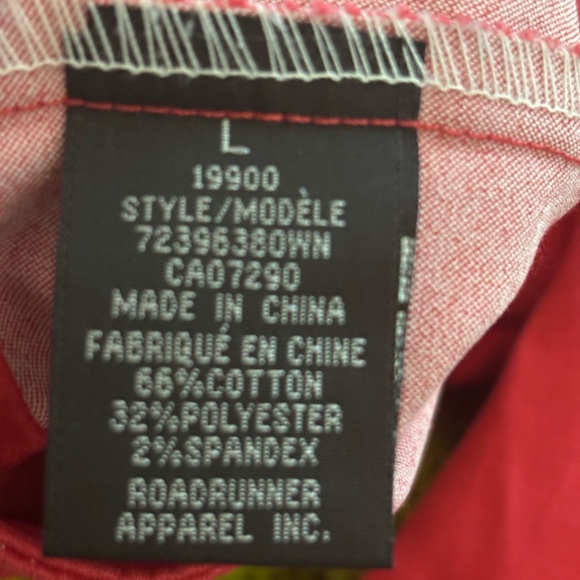 L
19900
STYLE/MODÈLE
72396380WN
CA07290
MADE IN CHINA
FABRIQUÉ EN CHINE
66%COTTON
32%POLYESTER
2%SPANDEX
ROADRUNNER
APPAREL INC.